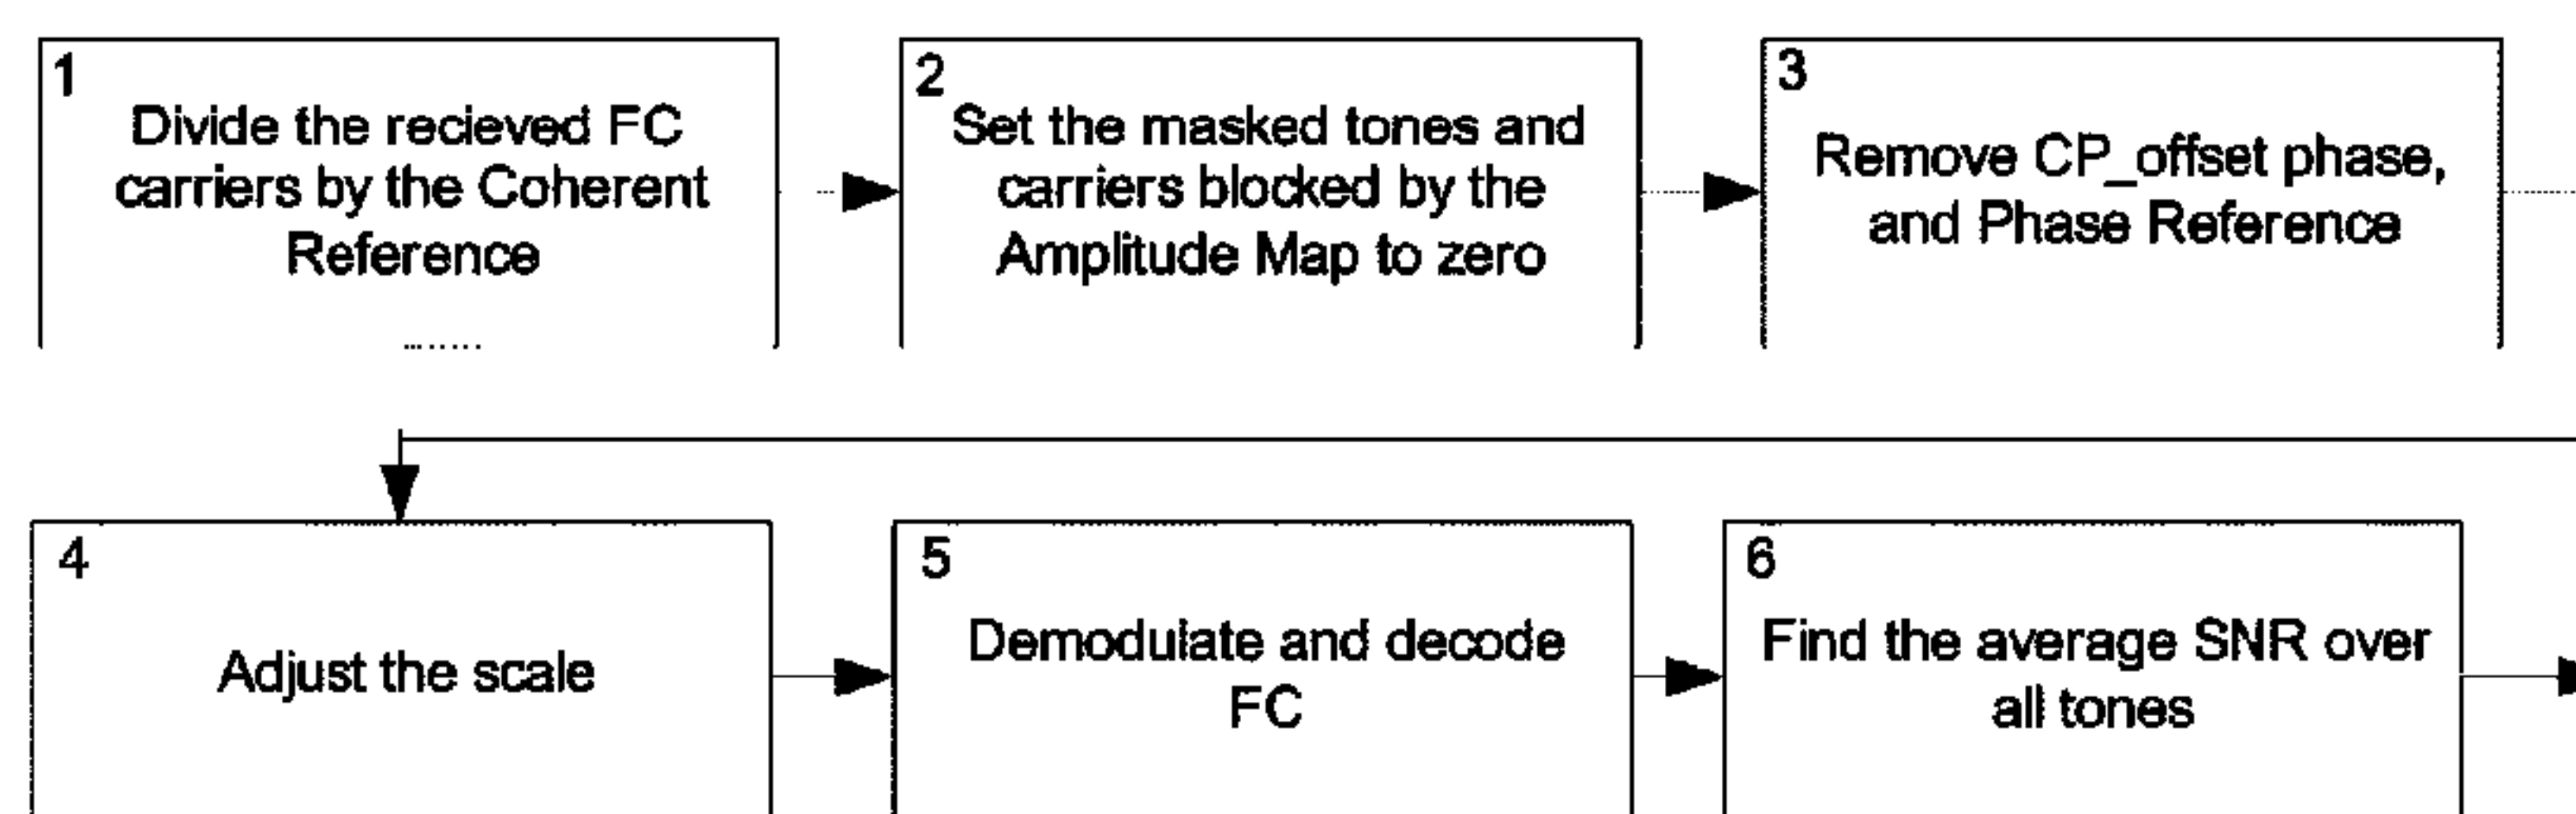 1
Divide the recieved FC
carriers by the Coherent
Reference
2
Set the masked tones and
carriers blocked by the
Amplitude Map to zero
3
Remove CP_offset phase,
and Phase Reference
4
Adjust the scale
5
Demodulate and decode
FC
6
Find the average SNR over
all tones